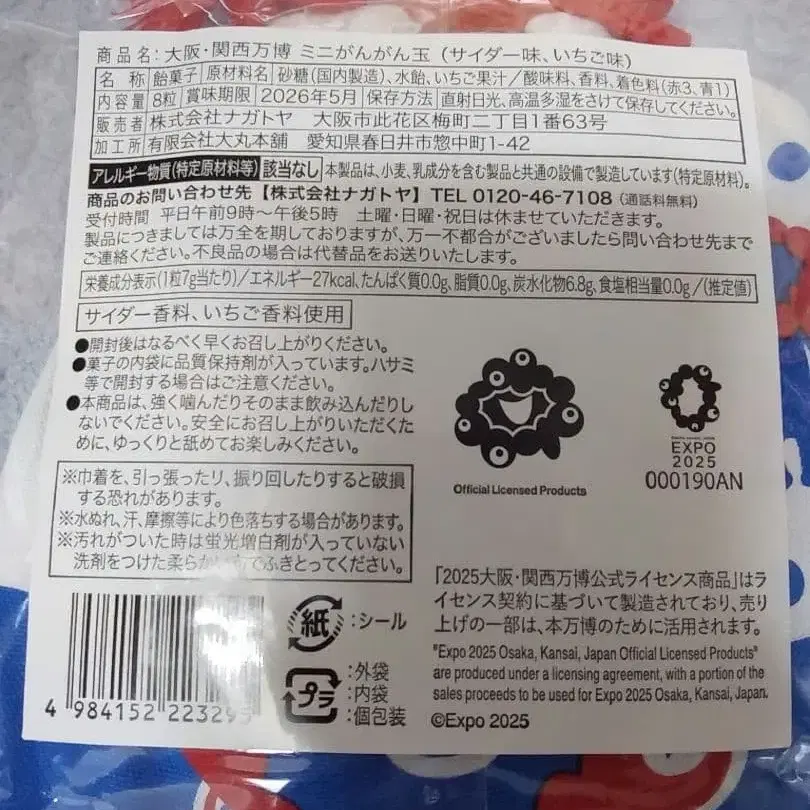 商品名:大阪・関西万博 ミニがんがん玉(サイダー味、いちご味)
名称 飴菓子 原材料名 砂糖(国内製造)、水飴、いちご果汁/酸味料、香料、着色料(赤3、青1)
内容量 8粒 賞味期限 2026年5月 保存方法 直射日光、高温多湿をさけて保存してください。
販売者 株式会社ナガトヤ 大阪市此花区梅町二丁目1番63号
加工所 有限会社大丸本舗 愛知県春日井市惣中町1-42
アレルギー物質(特定原材料等) 該当なし 本製品は、小麦、乳成分を含む製品と共通の設備で製造しています(特定原材料)。
商品のお問い合わせ先【株式会社ナガトヤ】TEL 0120-46-7108(通話料無料)
受付時間 平日午前9時~午後5時 土曜・日曜・祝日は休ませていただきます。
製品につきましては万全を期しておりますが、万一不都合がございましたら問い合わせ先まで
ご連絡ください。不良品の場合は代替品をお送りいたします。
栄養成分表示(1粒7g当たり)/エネルギー27kcal、たんぱく質0.0g、脂質0.0g、炭水化物6.8g、食塩相当量0.0g/(推定値)
サイダー香料、いちご香料使用
●開封後はなるべく早くお召し上がりください。
●菓子の内袋に品質保持剤が入っています。ハサミ
等で開封する場合はご注意ください。
●本商品は、強く噛んだりそのまま飲み込んだりし
ないでください。安全にお召し上がりいただくた
めに、ゆっくりと舐めてお楽しみください。
※巾着を、引っ張ったり、振り回したりすると破損
する恐れがあります。
※水ぬれ、汗、摩擦等により色落ちする場合があります。
※汚れがついた時は蛍光増白剤が入っていない
洗剤をつけた柔らかい布でふきとってください。
Official Licensed Products
EXPO
2025
000190AN
「2025大阪・関西万博公式ライセンス商品」はラ
イセンス契約に基づいて製造されており、売り
上げの一部は、本万博のために活用されます。
"Expo 2025 Osaka, Kansai, Japan Official Licensed Products"
are produced under a licensing agreement, with a portion of the
sales proceeds to be used for Expo 2025 Osaka, Kansai, Japan.
©Expo 2025
紙:シール
プラ:外袋
:内袋
:個包装
4 984152 223295